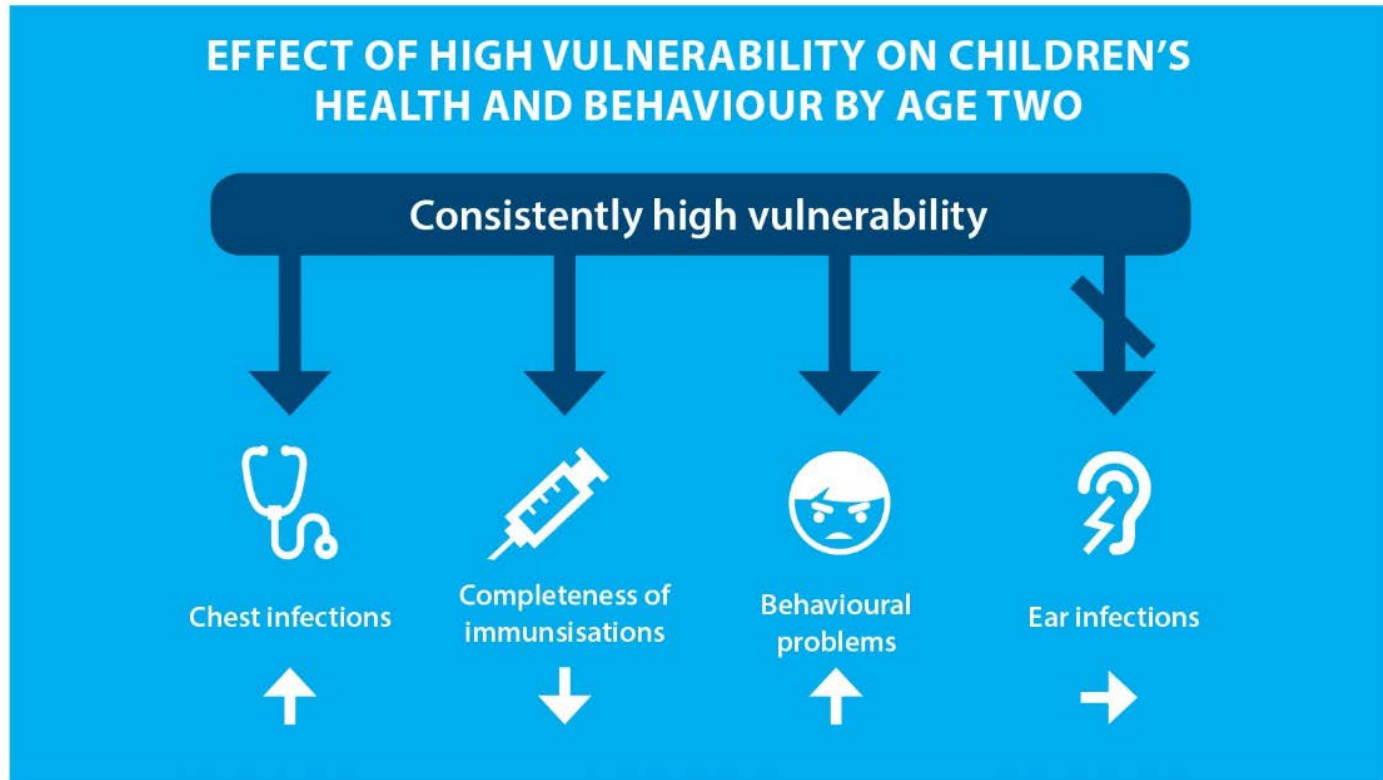 EFFECT OF HIGH VULNERABILITY ON CHILDREN’S
HEALTH AND BEHAVIOUR BY AGE TWO
Consistently high vulnerability
Chest infections
Completeness of
immunsisations
Behavioural
problems
Ear infections